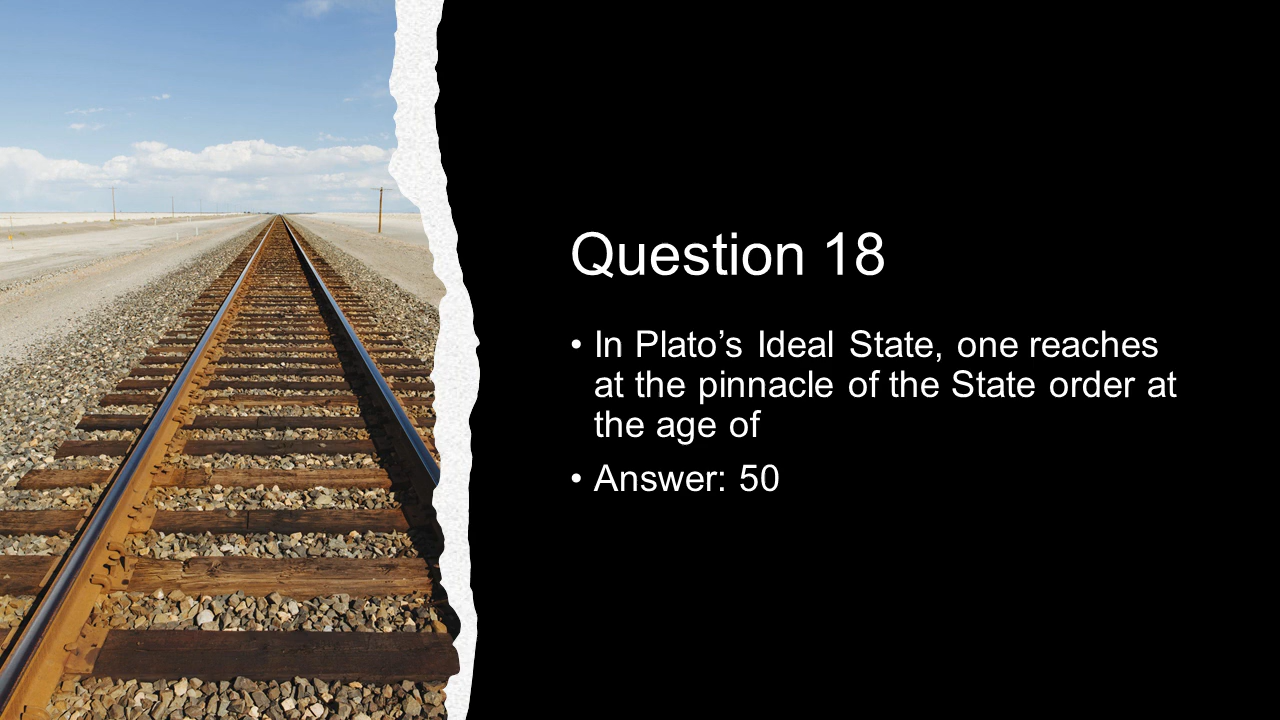 Question 18
• In Plato’s Ideal State, one reaches
at the pinnacle of the State order at
the age of
• Answer: 50